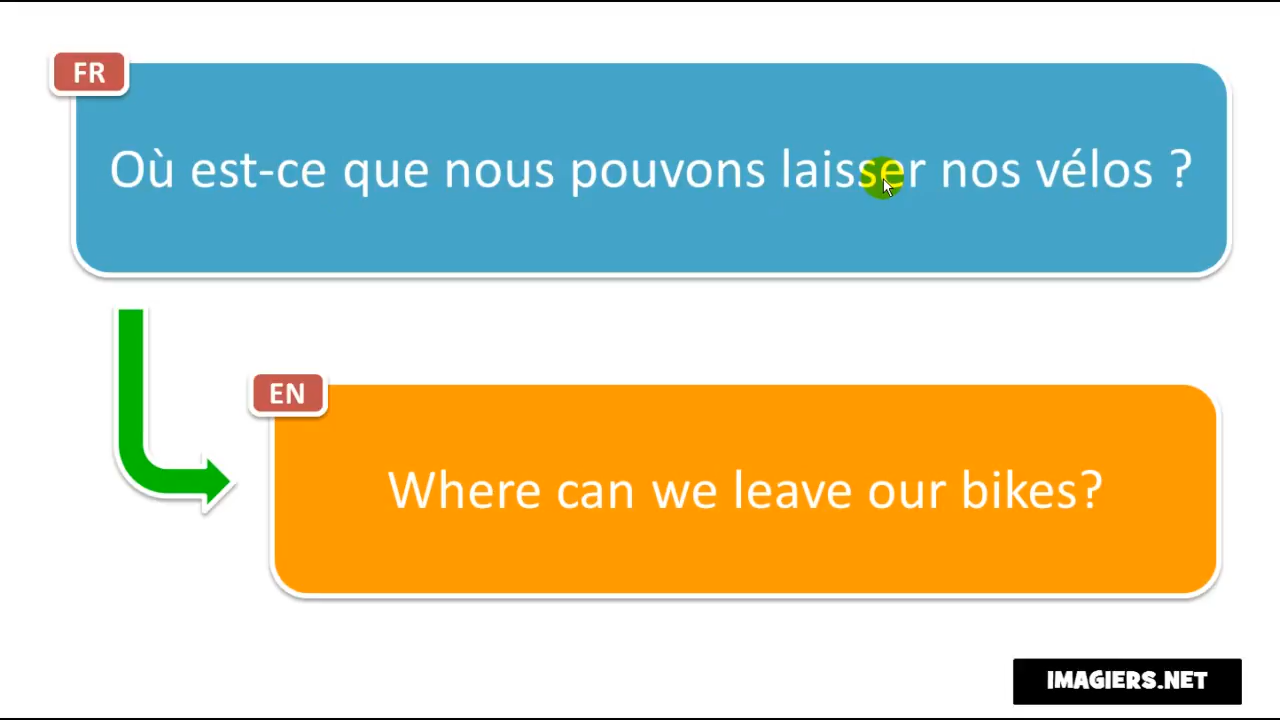 FR
Où est-ce que nous pouvons laisser nos vélos ?
EN
Where can we leave our bikes?
IMAGIERS.NET